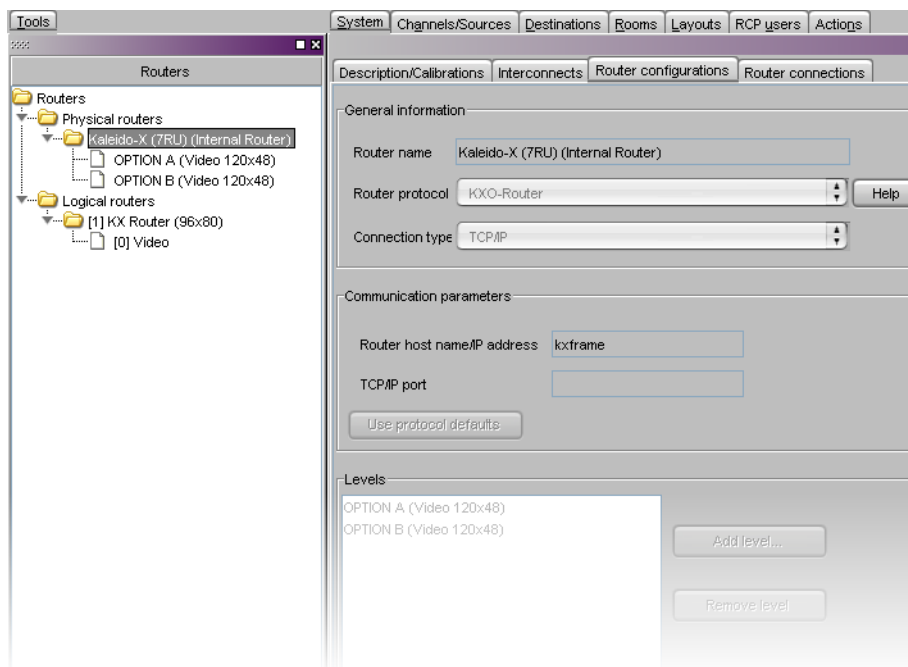 Tools
System Channels/Sources Destinations Rooms Layouts RCP users Actions
Routers
Routers
Physical routers
Kaleido-X (7RU) (Internal Router)
OPTION A (Video 120x48)
OPTION B (Video 120x48)
Logical routers
[1] KX Router (96x80)
[0] Video
Description/Calibrations Interconnects Router configurations Router connections
General information
Router name Kaleido-X (7RU) (Internal Router)
Router protocol KXO-Router Help
Connection type TCP/IP
Communication parameters
Router host name/IP address kxframe
TCP/IP port
Use protocol defaults
Levels
OPTION A (Video 120x48)
OPTION B (Video 120x48)
Add level...
Remove level